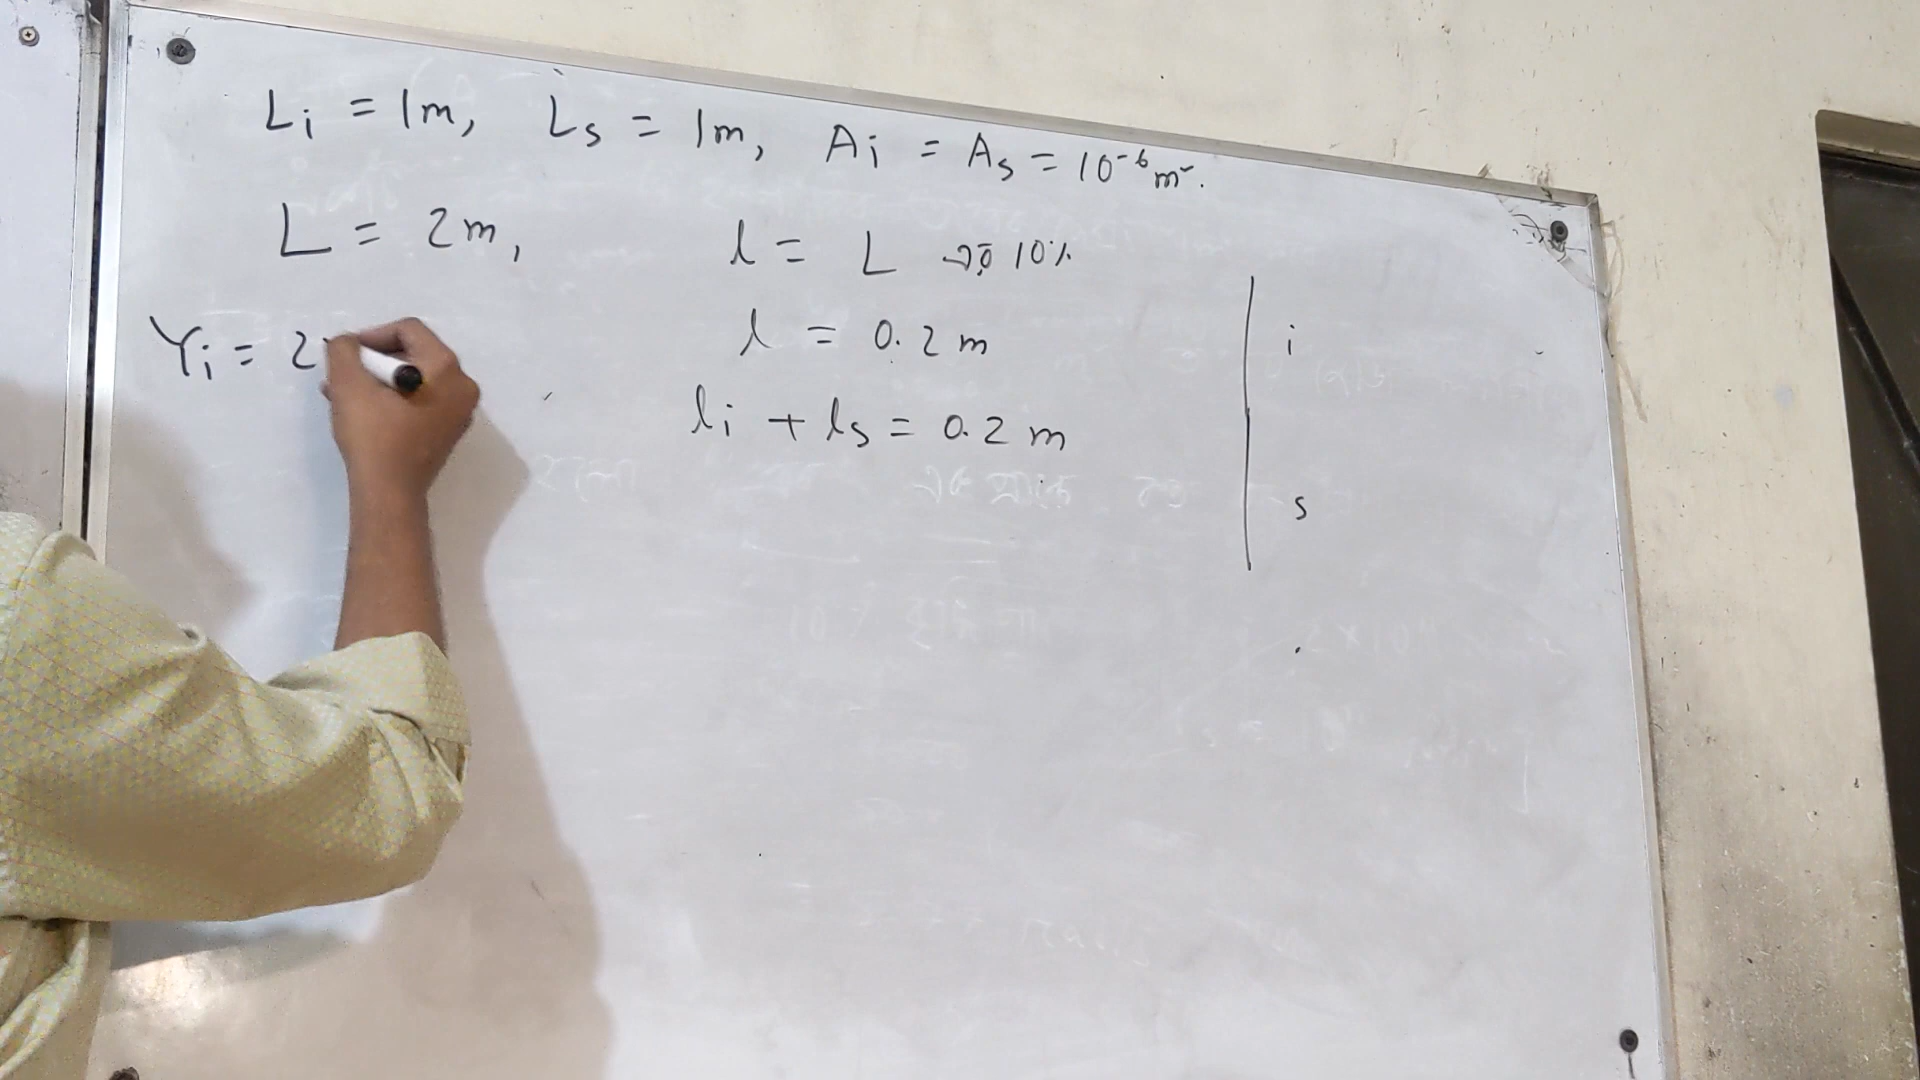 Li = 1m, Ls = 1m, Ai = As = 10⁻⁶ m².
L = 2m, l = L এর 10%
Yi = 2 l = 0.2 m
li + ls = 0.2 m
i
s